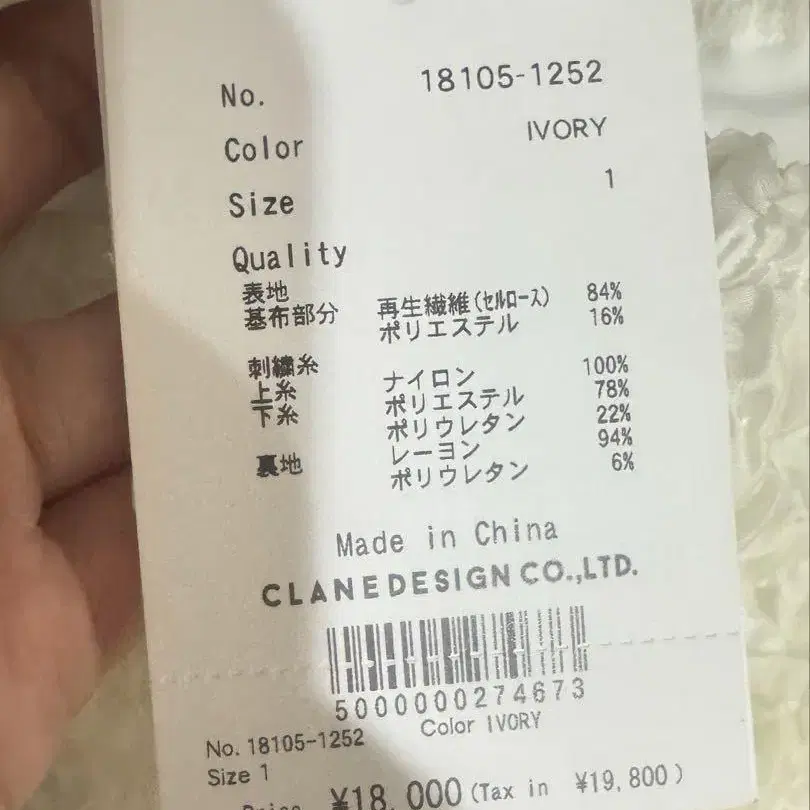 No. 18105-1252
Color IVORY
Size 1
Quality
表地
基布部分 再生繊維(セルロース) 84%
ポリエステル 16%
刺繍糸
上糸 ナイロン 100%
下糸 ポリエステル 78%
ポリウレタン 22%
裏地 レーヨン 94%
ポリウレタン 6%
Made in China
CLANEDESIGN CO.,LTD.
5000000274673
No. 18105-1252 Color IVORY
Size 1
Price ¥18,000 (Tax in ¥19,800)